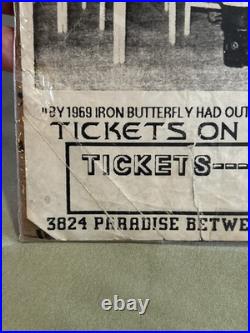 "BY 1969 IRON BUTTERFLY HAD OUT
TICKETS ON
TICKETS----
3824 PARADISE BETWE